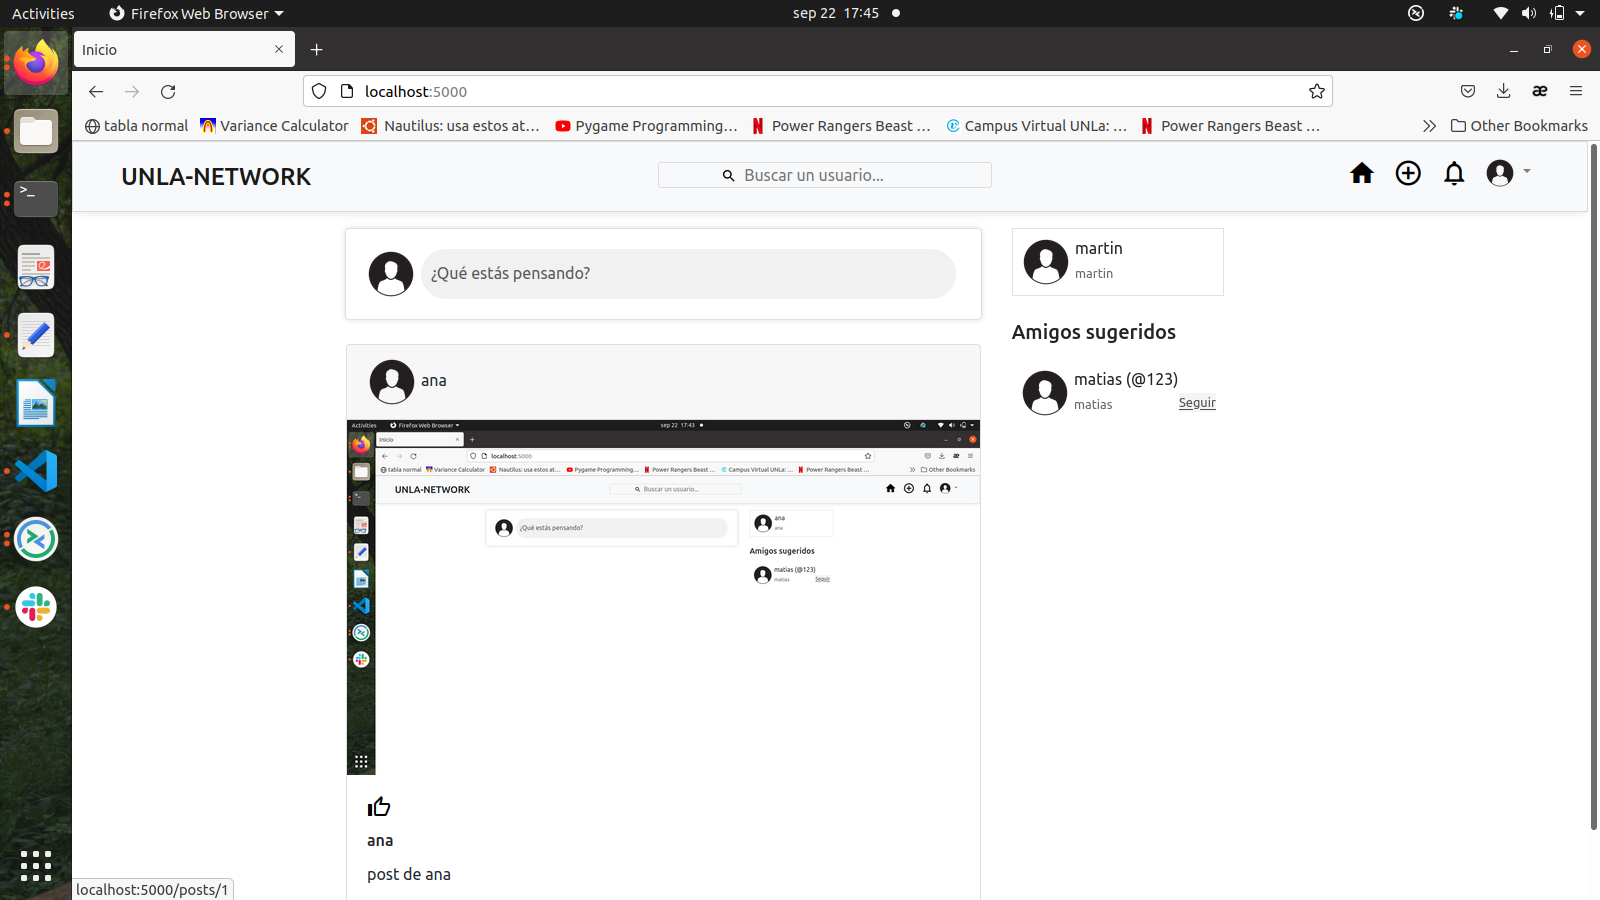 Activities Firefox Web Browser sep 22 17:45
Inicio
localhost:5000
tabla normal Variance Calculator Nautilus: usa estos at… Pygame Programming… Power Rangers Beast … Campus Virtual UNLa: … Power Rangers Beast … Other Bookmarks
UNLA-NETWORK Buscar un usuario...
¿Qué estás pensando?
martin
martin
Amigos sugeridos
matias (@123)
matias Seguir
ana
Activities Firefox Web Browser sep 22 17:43
Inicio
localhost:5000
tabla normal Variance Calculator Nautilus: usa estos at… Pygame Programming… Power Rangers Beast … Campus Virtual UNLa: … Power Rangers Beast … Other Bookmarks
UNLA-NETWORK Buscar un usuario...
¿Qué estás pensando?
ana
ana
Amigos sugeridos
matias (@123)
matias Seguir
ana
post de ana
localhost:5000/posts/1